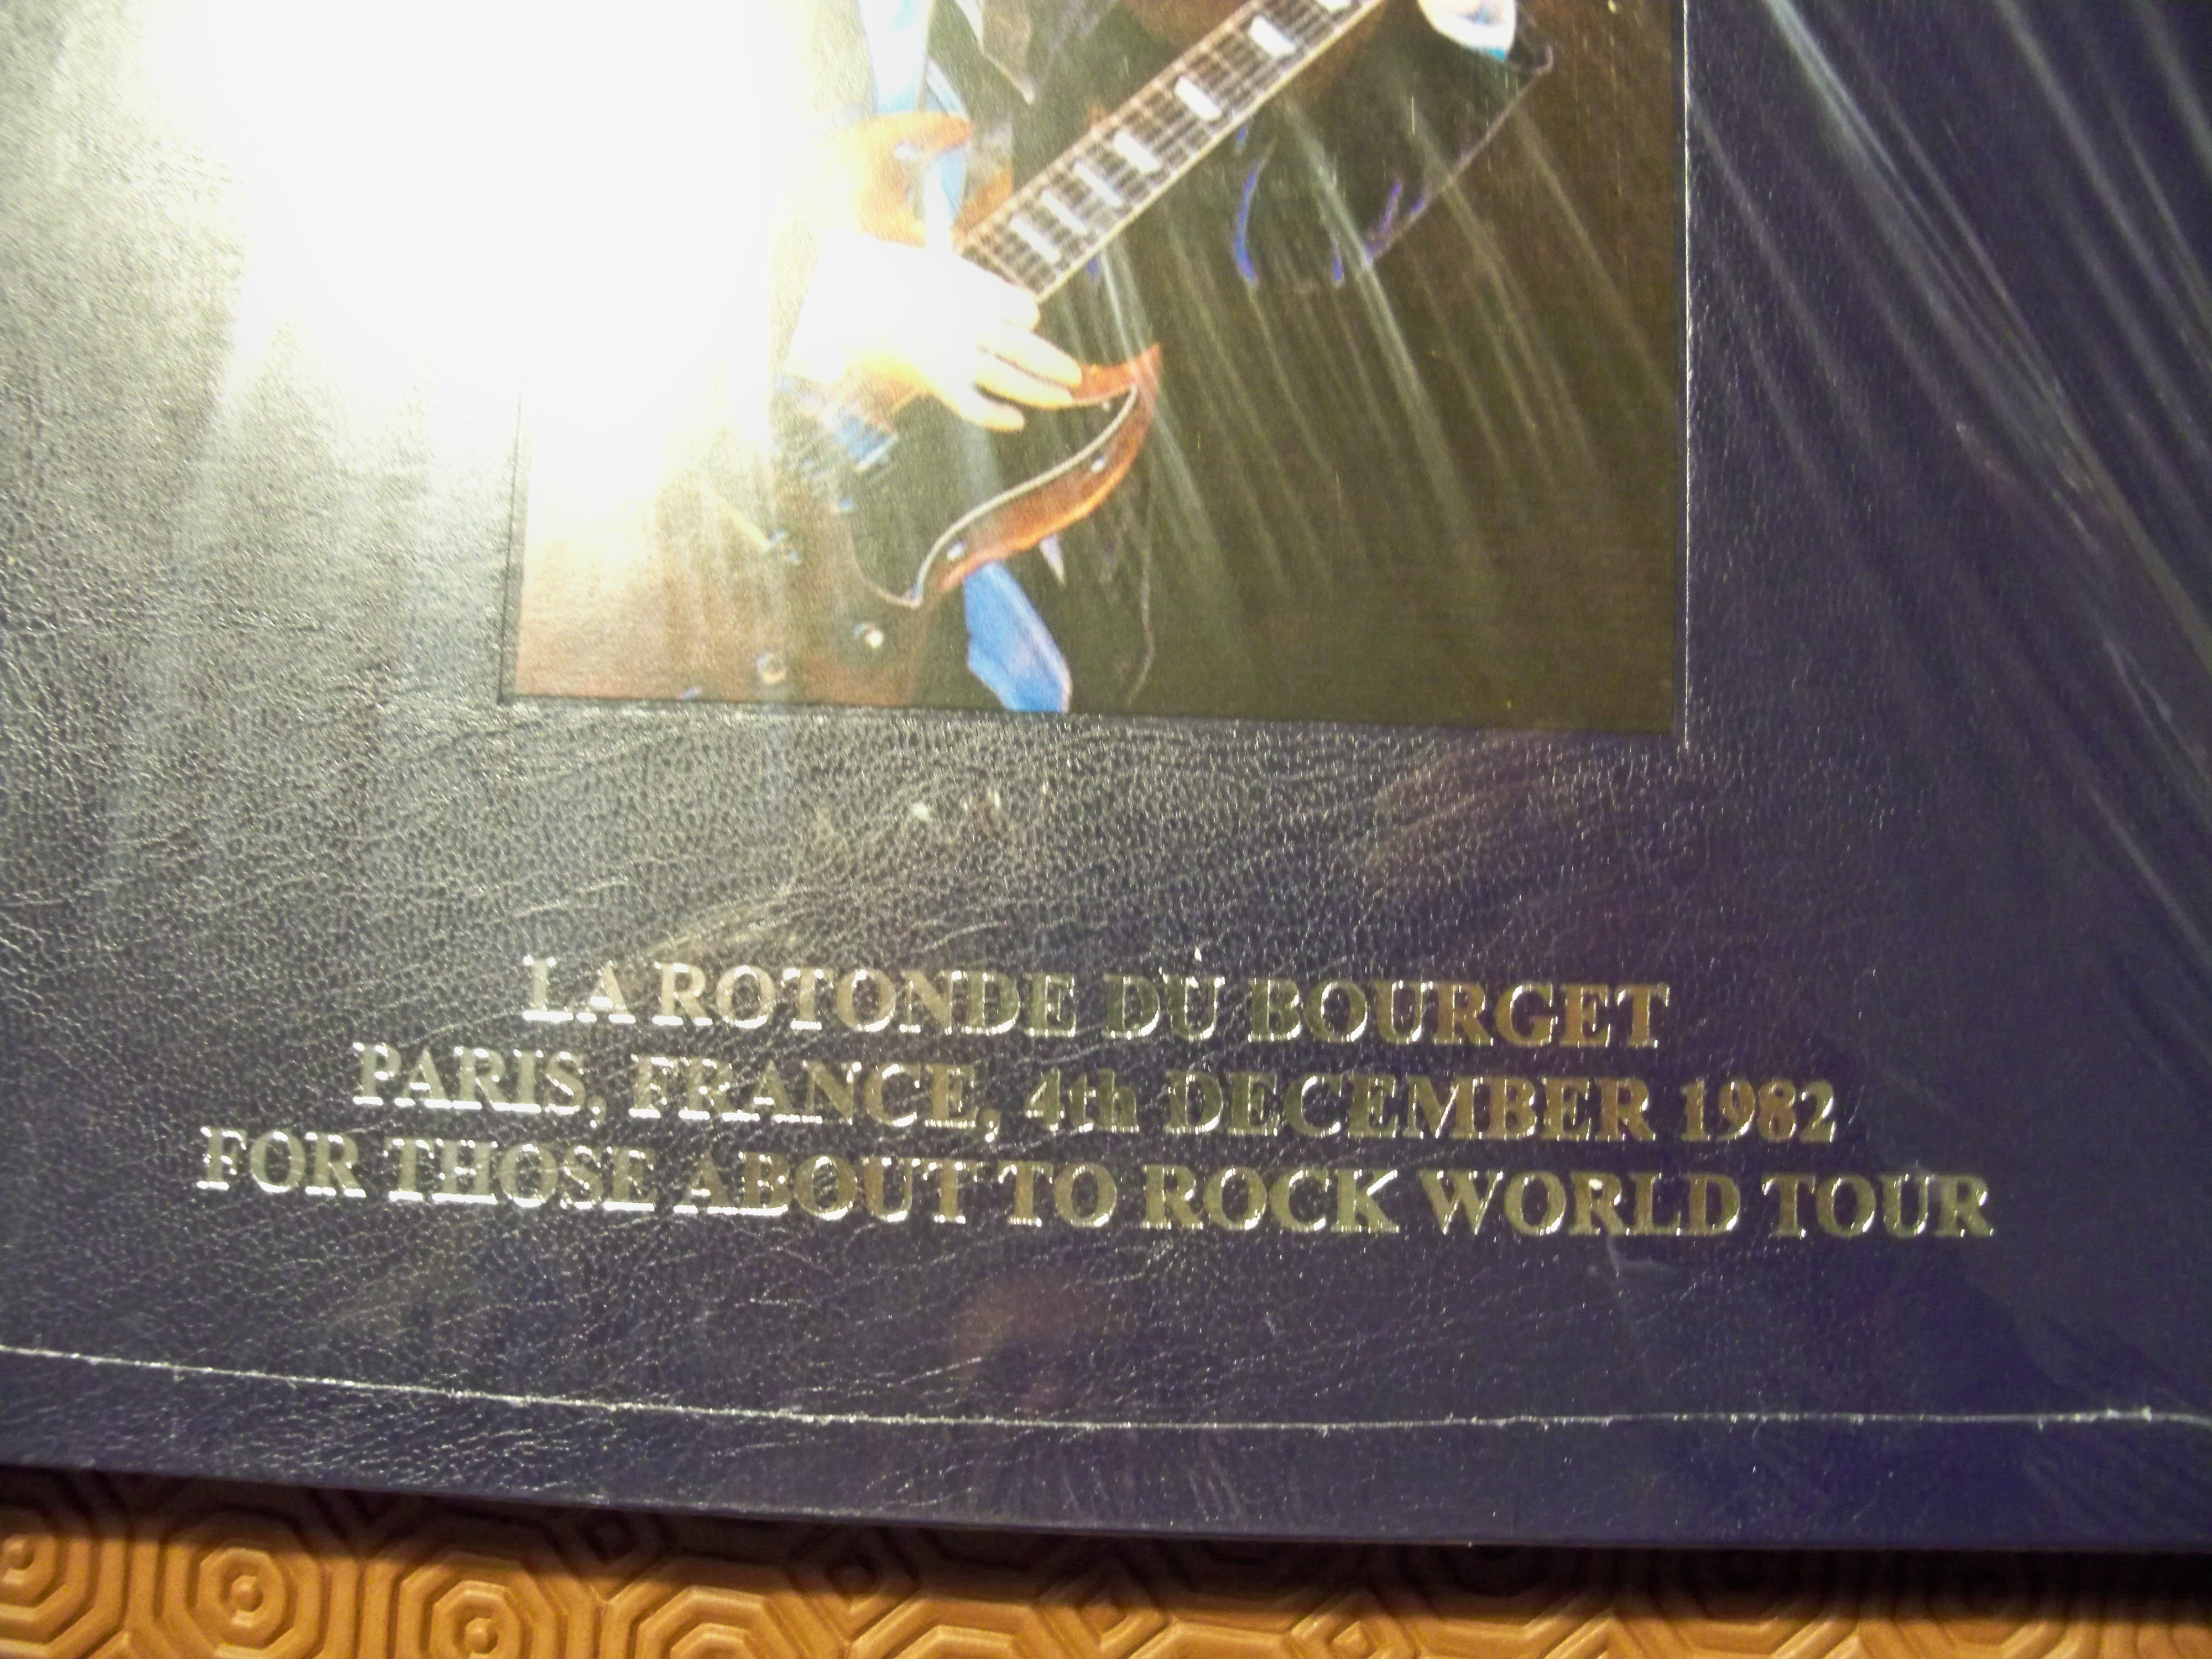 LA ROTONDE DU BOURGET
PARIS, FRANCE, 4th DECEMBER 1982
FOR THOSE ABOUT TO ROCK WORLD TOUR